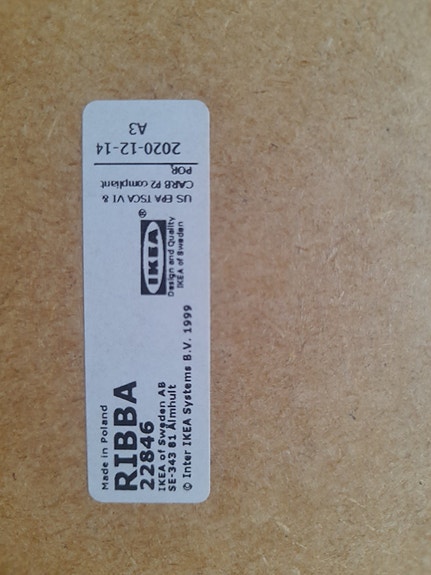 Made in Poland
RIBBA
22846
IKEA of Sweden AB
SE-343 81 Älmhult
© Inter IKEA Systems B.V. 1999
IKEA®
Design and Quality
IKEA of Sweden
US EPA TSCA VI &
CARB P2 compliant
POR
2020-12-14
A3